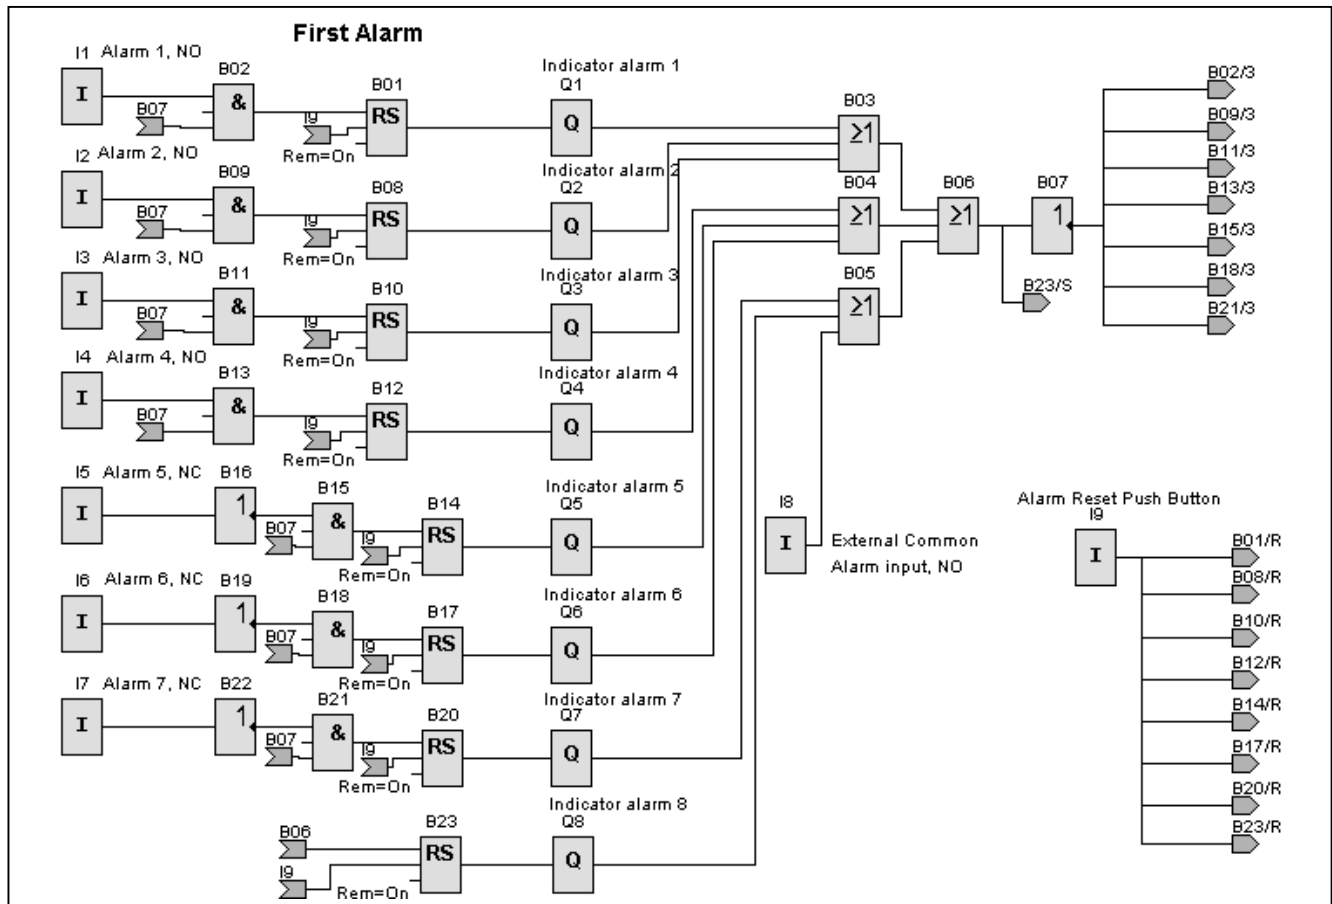 First Alarm
I1 Alarm 1, NO
I
B07
B02
&
I9
Rem=On
B01
RS
Indicator alarm 1
Q1
Q
I2 Alarm 2, NO
I
B07
B09
&
I9
Rem=On
B08
RS
Indicator alarm 2
Q2
Q
I3 Alarm 3, NO
I
B07
B11
&
I9
Rem=On
B10
RS
Indicator alarm 3
Q3
Q
I4 Alarm 4, NO
I
B07
B13
&
I9
Rem=On
B12
RS
Indicator alarm 4
Q4
Q
I5 Alarm 5, NC
I
B16
1
B07
B15
&
I9
Rem=On
B14
RS
Indicator alarm 5
Q5
Q
I6 Alarm 6, NC
I
B19
1
B07
B18
&
I9
Rem=On
B17
RS
Indicator alarm 6
Q6
Q
I7 Alarm 7, NC
I
B22
1
B07
B21
&
I9
Rem=On
B20
RS
Indicator alarm 7
Q7
Q
B06
I9
Rem=On
B23
RS
Indicator alarm 8
Q8
Q
B03
≥1
B04
≥1
B05
≥1
B06
≥1
B07
1
B23/S
B02/3
B09/3
B11/3
B13/3
B15/3
B18/3
B21/3
I8
I
External Common
Alarm input, NO
Alarm Reset Push Button
I9
I
B01/R
B08/R
B10/R
B12/R
B14/R
B17/R
B20/R
B23/R